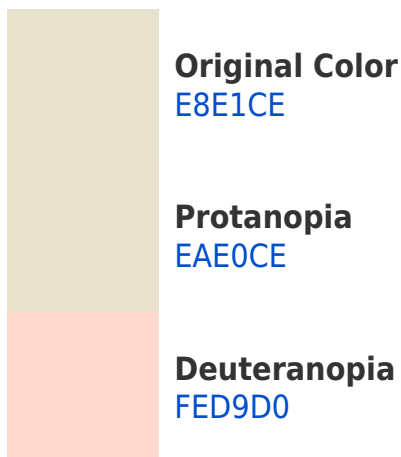 Original Color
E8E1CE
Protanopia
EAE0CE
Deuteranopia
FED9D0